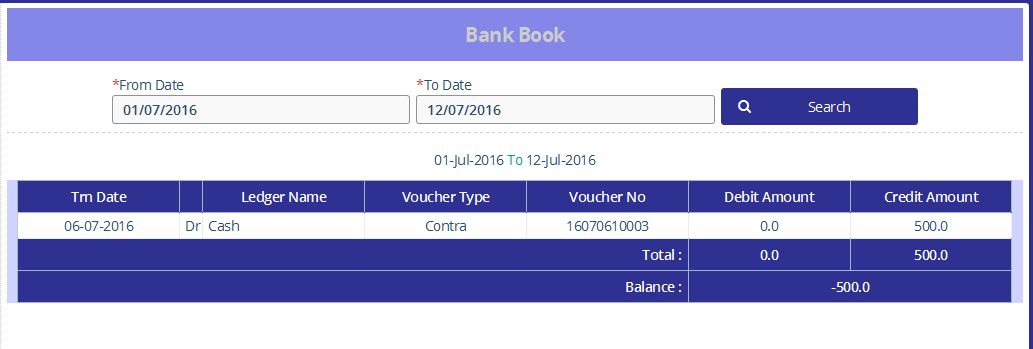 Bank Book
*From Date *To Date
01/07/2016 12/07/2016 Search
01-Jul-2016 To 12-Jul-2016
Trn Date Ledger Name Voucher Type Voucher No Debit Amount Credit Amount
06-07-2016 Dr Cash Contra 16070610003 0.0 500.0
Total : 0.0 500.0
Balance : -500.0